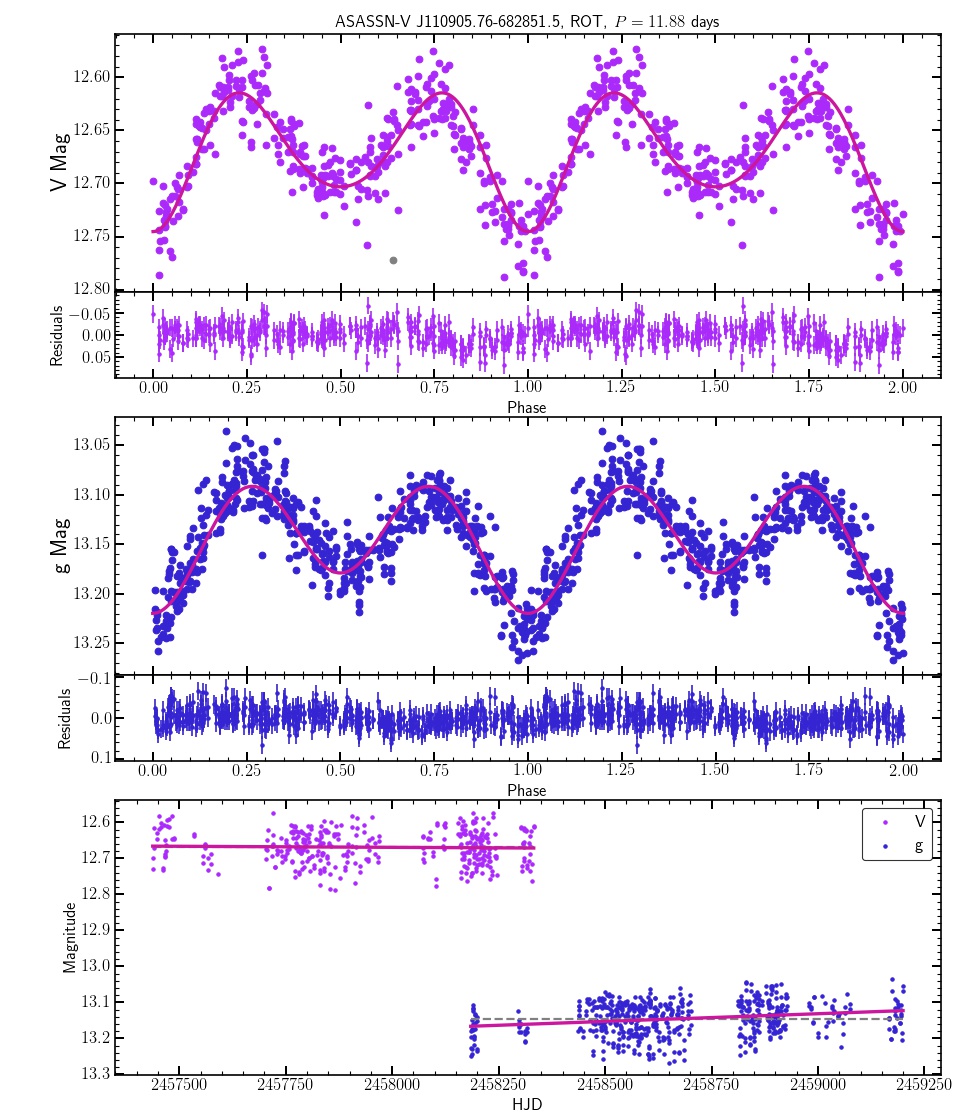 ASASSN-V J110905.76-682851.5, ROT, P = 11.88 days
V Mag
12.60
12.65
12.70
12.75
12.80
Residuals
−0.05
0.00
0.05
0.00 0.25 0.50 0.75 1.00 1.25 1.50 1.75 2.00
Phase
g Mag
13.05
13.10
13.15
13.20
13.25
Residuals
−0.1
0.0
0.1
0.00 0.25 0.50 0.75 1.00 1.25 1.50 1.75 2.00
Phase
Magnitude
12.6
12.7
12.8
12.9
13.0
13.1
13.2
13.3
V
g
2457500 2457750 2458000 2458250 2458500 2458750 2459000 2459250
HJD